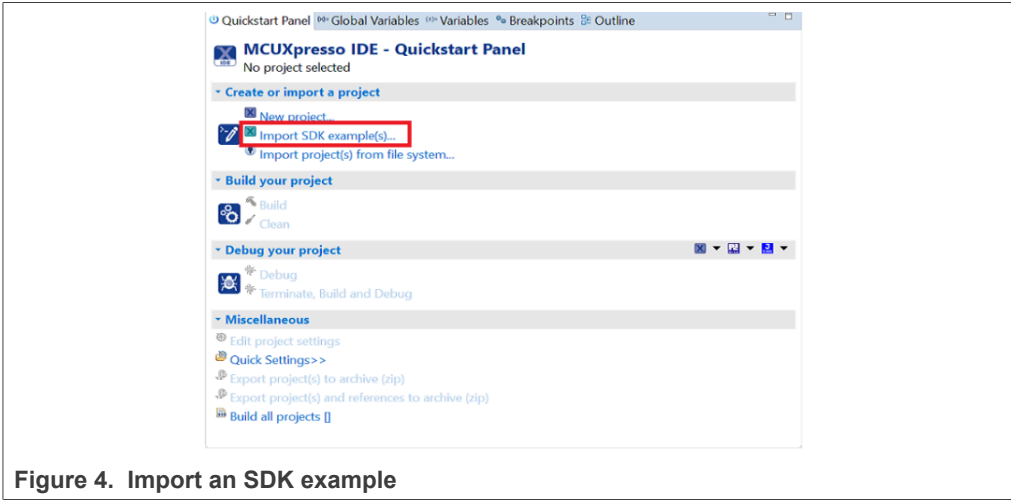 Quickstart Panel Global Variables Variables Breakpoints Outline
MCUXpresso IDE - Quickstart Panel
No project selected
Create or import a project
New project...
Import SDK example(s)...
Import project(s) from file system...
Build your project
Build
Clean
Debug your project
Debug
Terminate, Build and Debug
Miscellaneous
Edit project settings
Quick Settings>>
Export project(s) to archive (zip)
Export project(s) and references to archive (zip)
Build all projects []
Figure 4. Import an SDK example